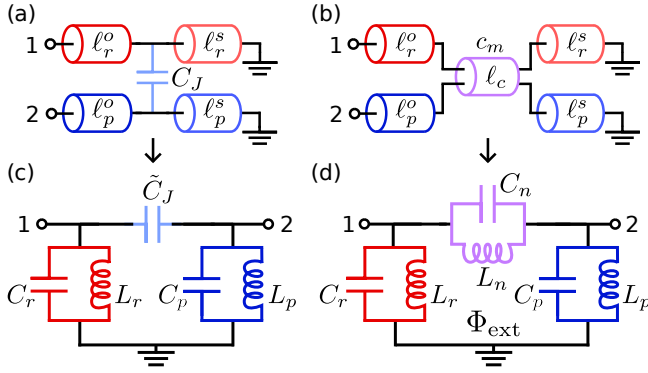 (a)
1 ℓ_r^o ℓ_r^s
C_J
2 ℓ_p^o ℓ_p^s
(b)
c_m
1 ℓ_r^o ℓ_c ℓ_r^s
2 ℓ_p^o ℓ_p^s
(c)
C̃_J
1 2
C_r L_r C_p L_p
(d)
C_n
1 2
L_n
C_r L_r C_p L_p
Φ_ext